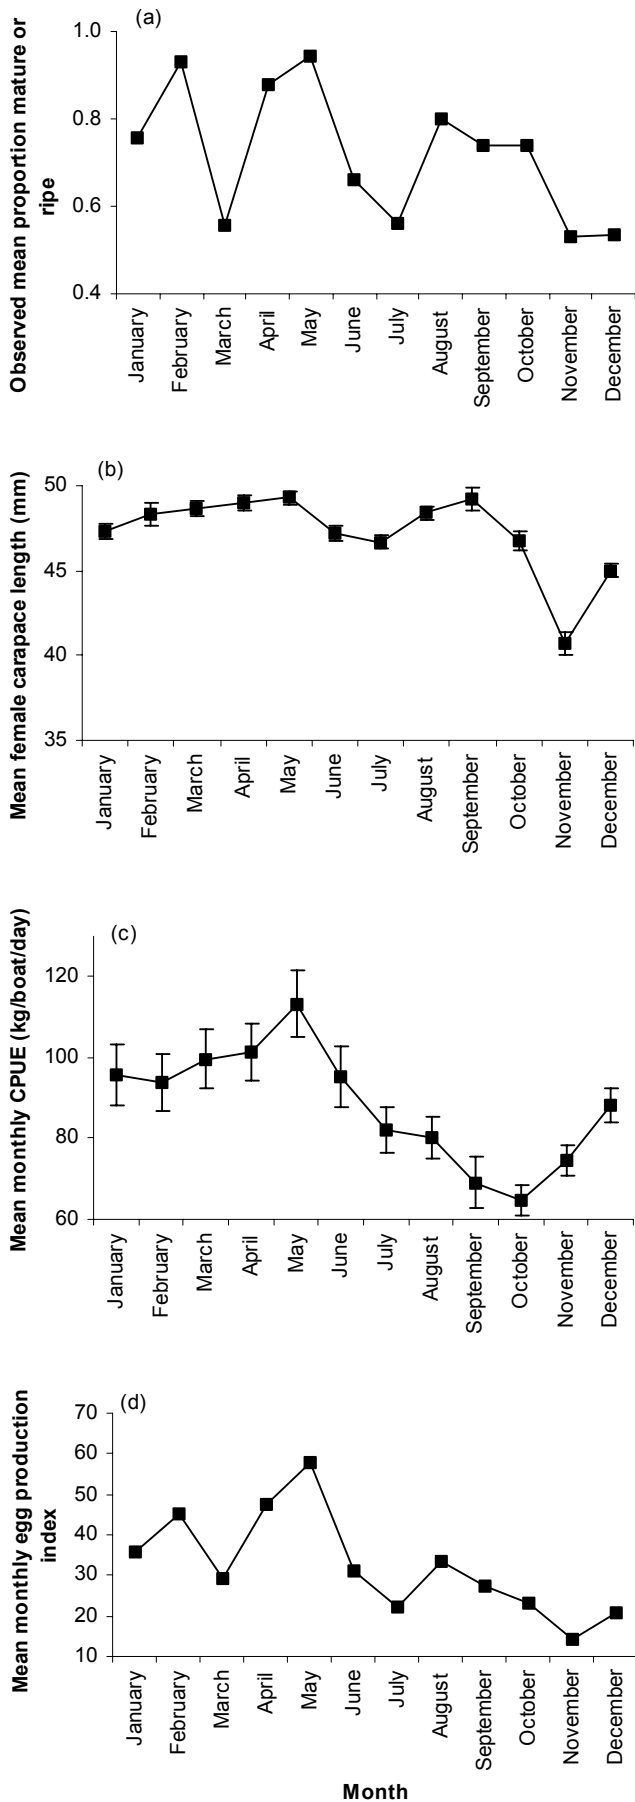 (a)
Observed mean proportion mature or
ripe
1.0
0.8
0.6
0.4
January
February
March
April
May
June
July
August
September
October
November
December
(b)
Mean female carapace length (mm)
50
45
40
35
January
February
March
April
May
June
July
August
September
October
November
December
(c)
Mean monthly CPUE (kg/boat/day)
120
100
80
60
January
February
March
April
May
June
July
August
September
October
November
December
(d)
Mean monthly egg production
index
70
60
50
40
30
20
10
January
February
March
April
May
June
July
August
September
October
November
December
Month